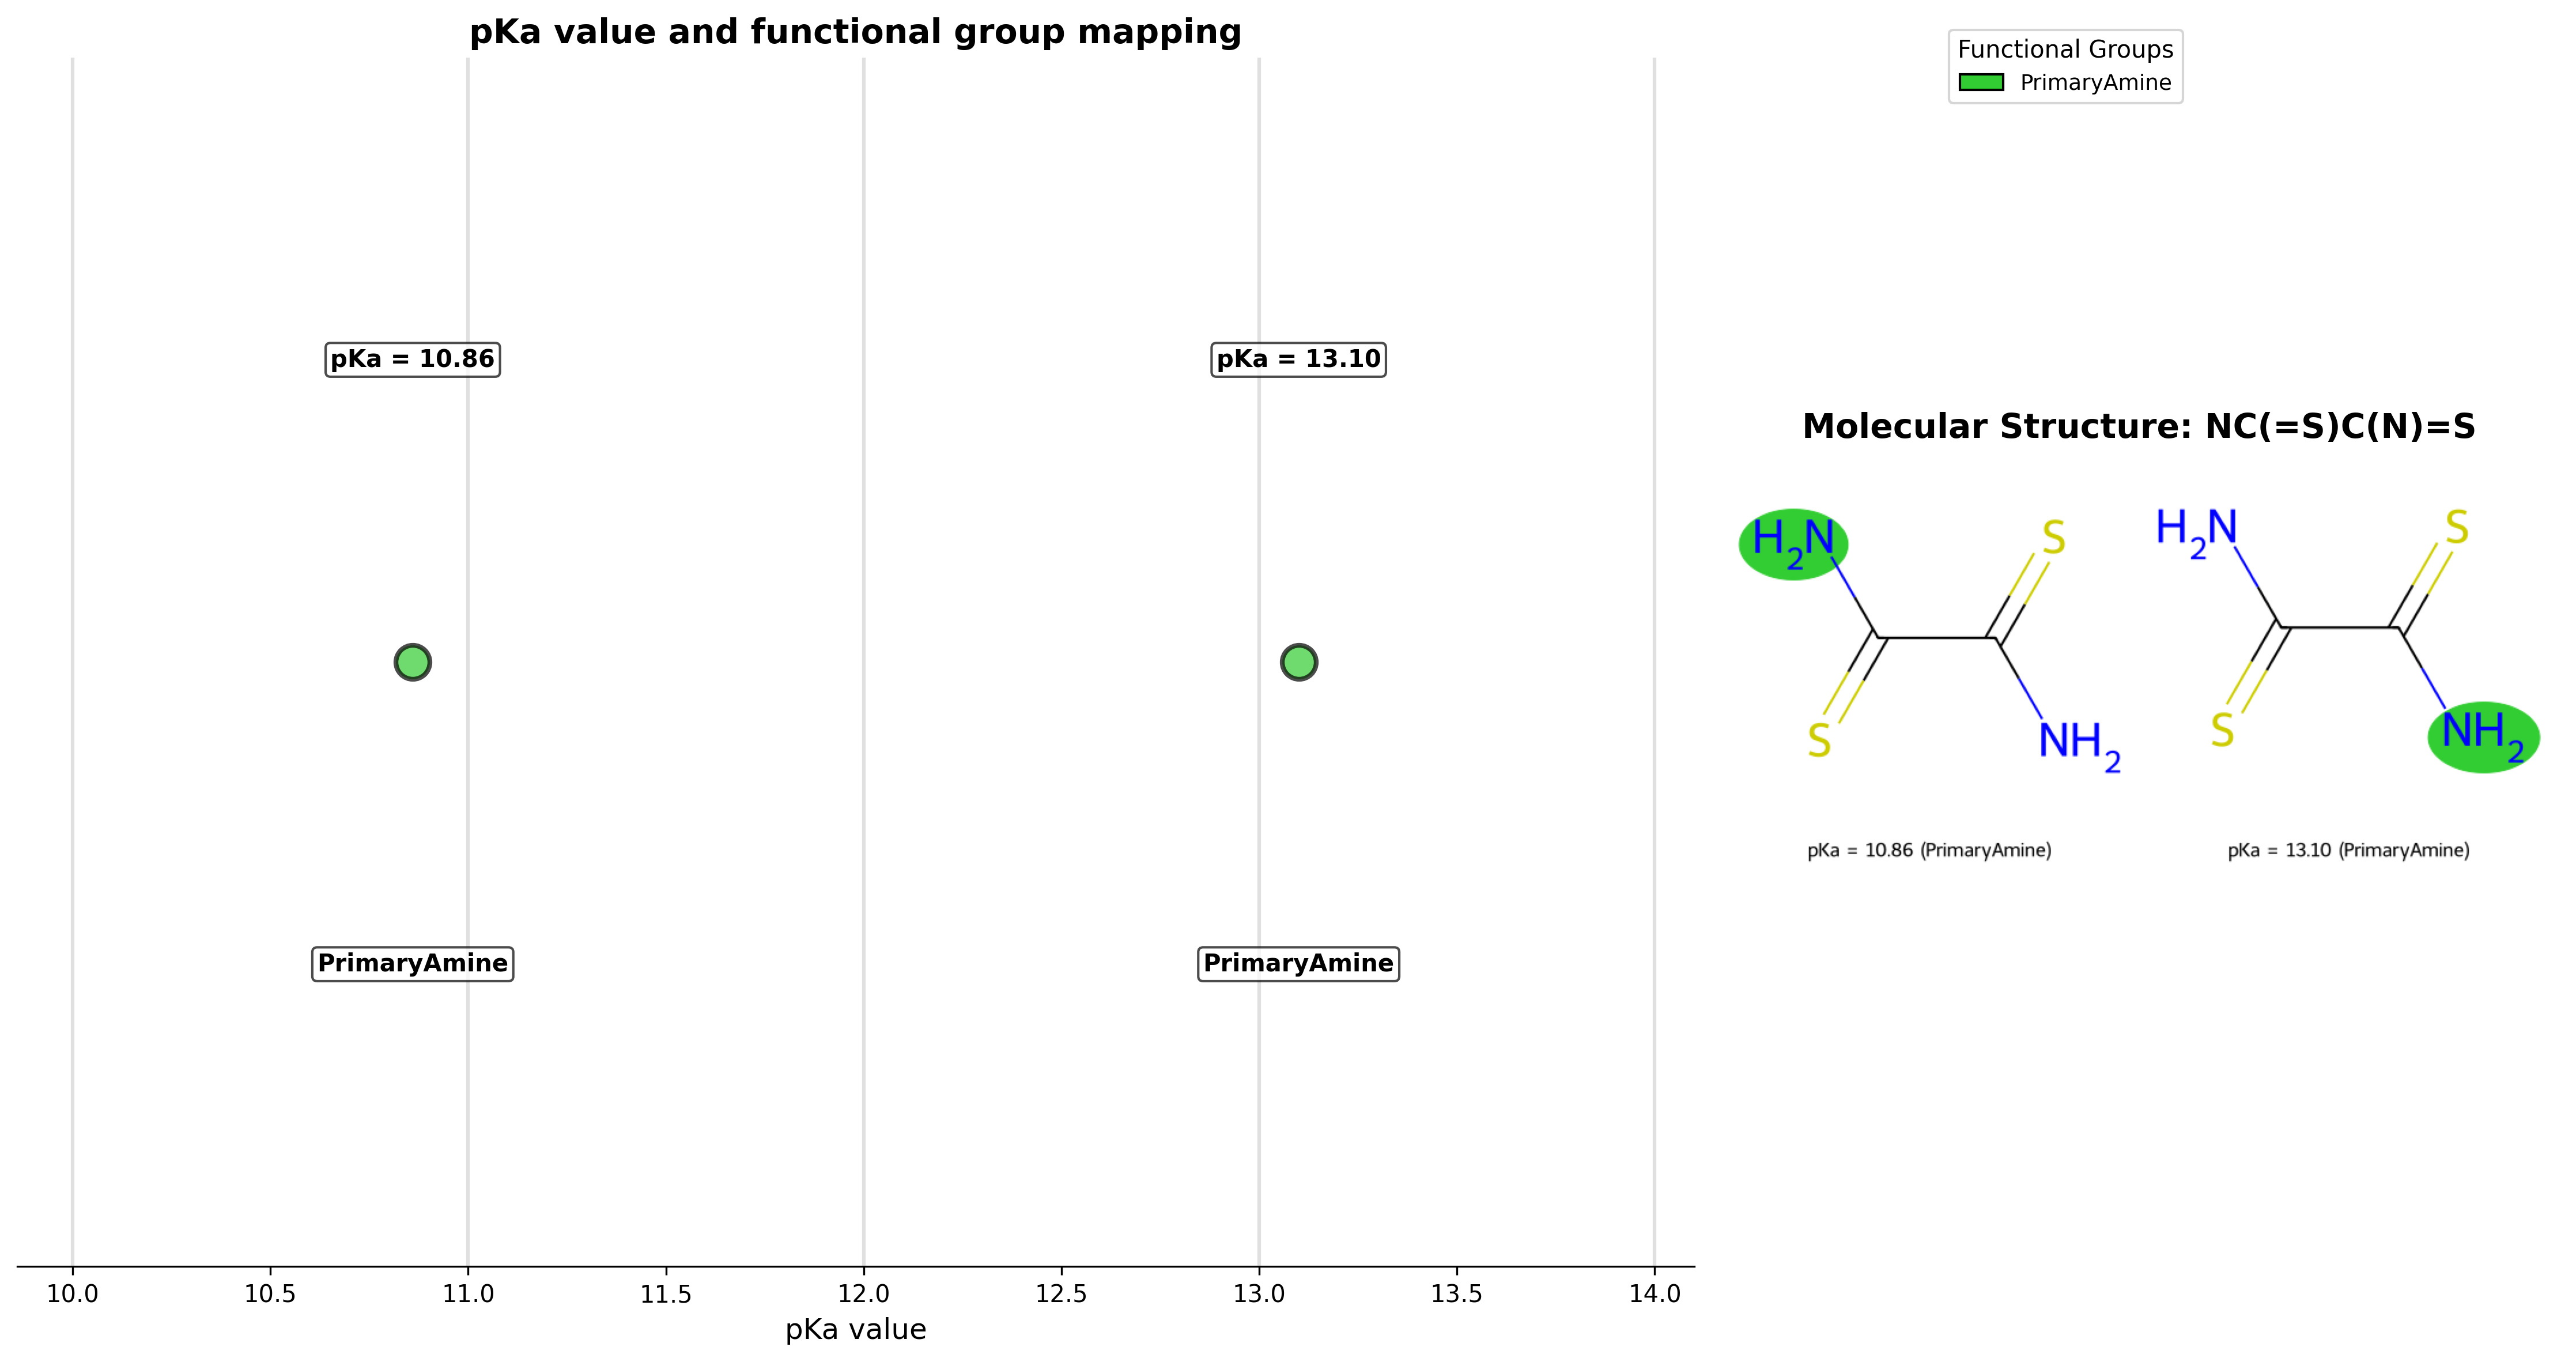 pKa value and functional group mapping
pKa = 10.86
pKa = 13.10
PrimaryAmine
PrimaryAmine
10.0 10.5 11.0 11.5 12.0 12.5 13.0 13.5 14.0
pKa value
Functional Groups
PrimaryAmine
Molecular Structure: NC(=S)C(N)=S
H2N S
S NH2
H2N S
S NH2
pKa = 10.86 (PrimaryAmine)
pKa = 13.10 (PrimaryAmine)